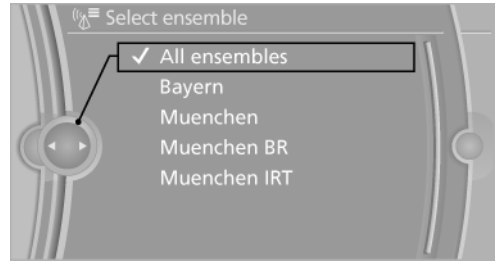 Select ensemble
All ensembles
Bayern
Muenchen
Muenchen BR
Muenchen IRT